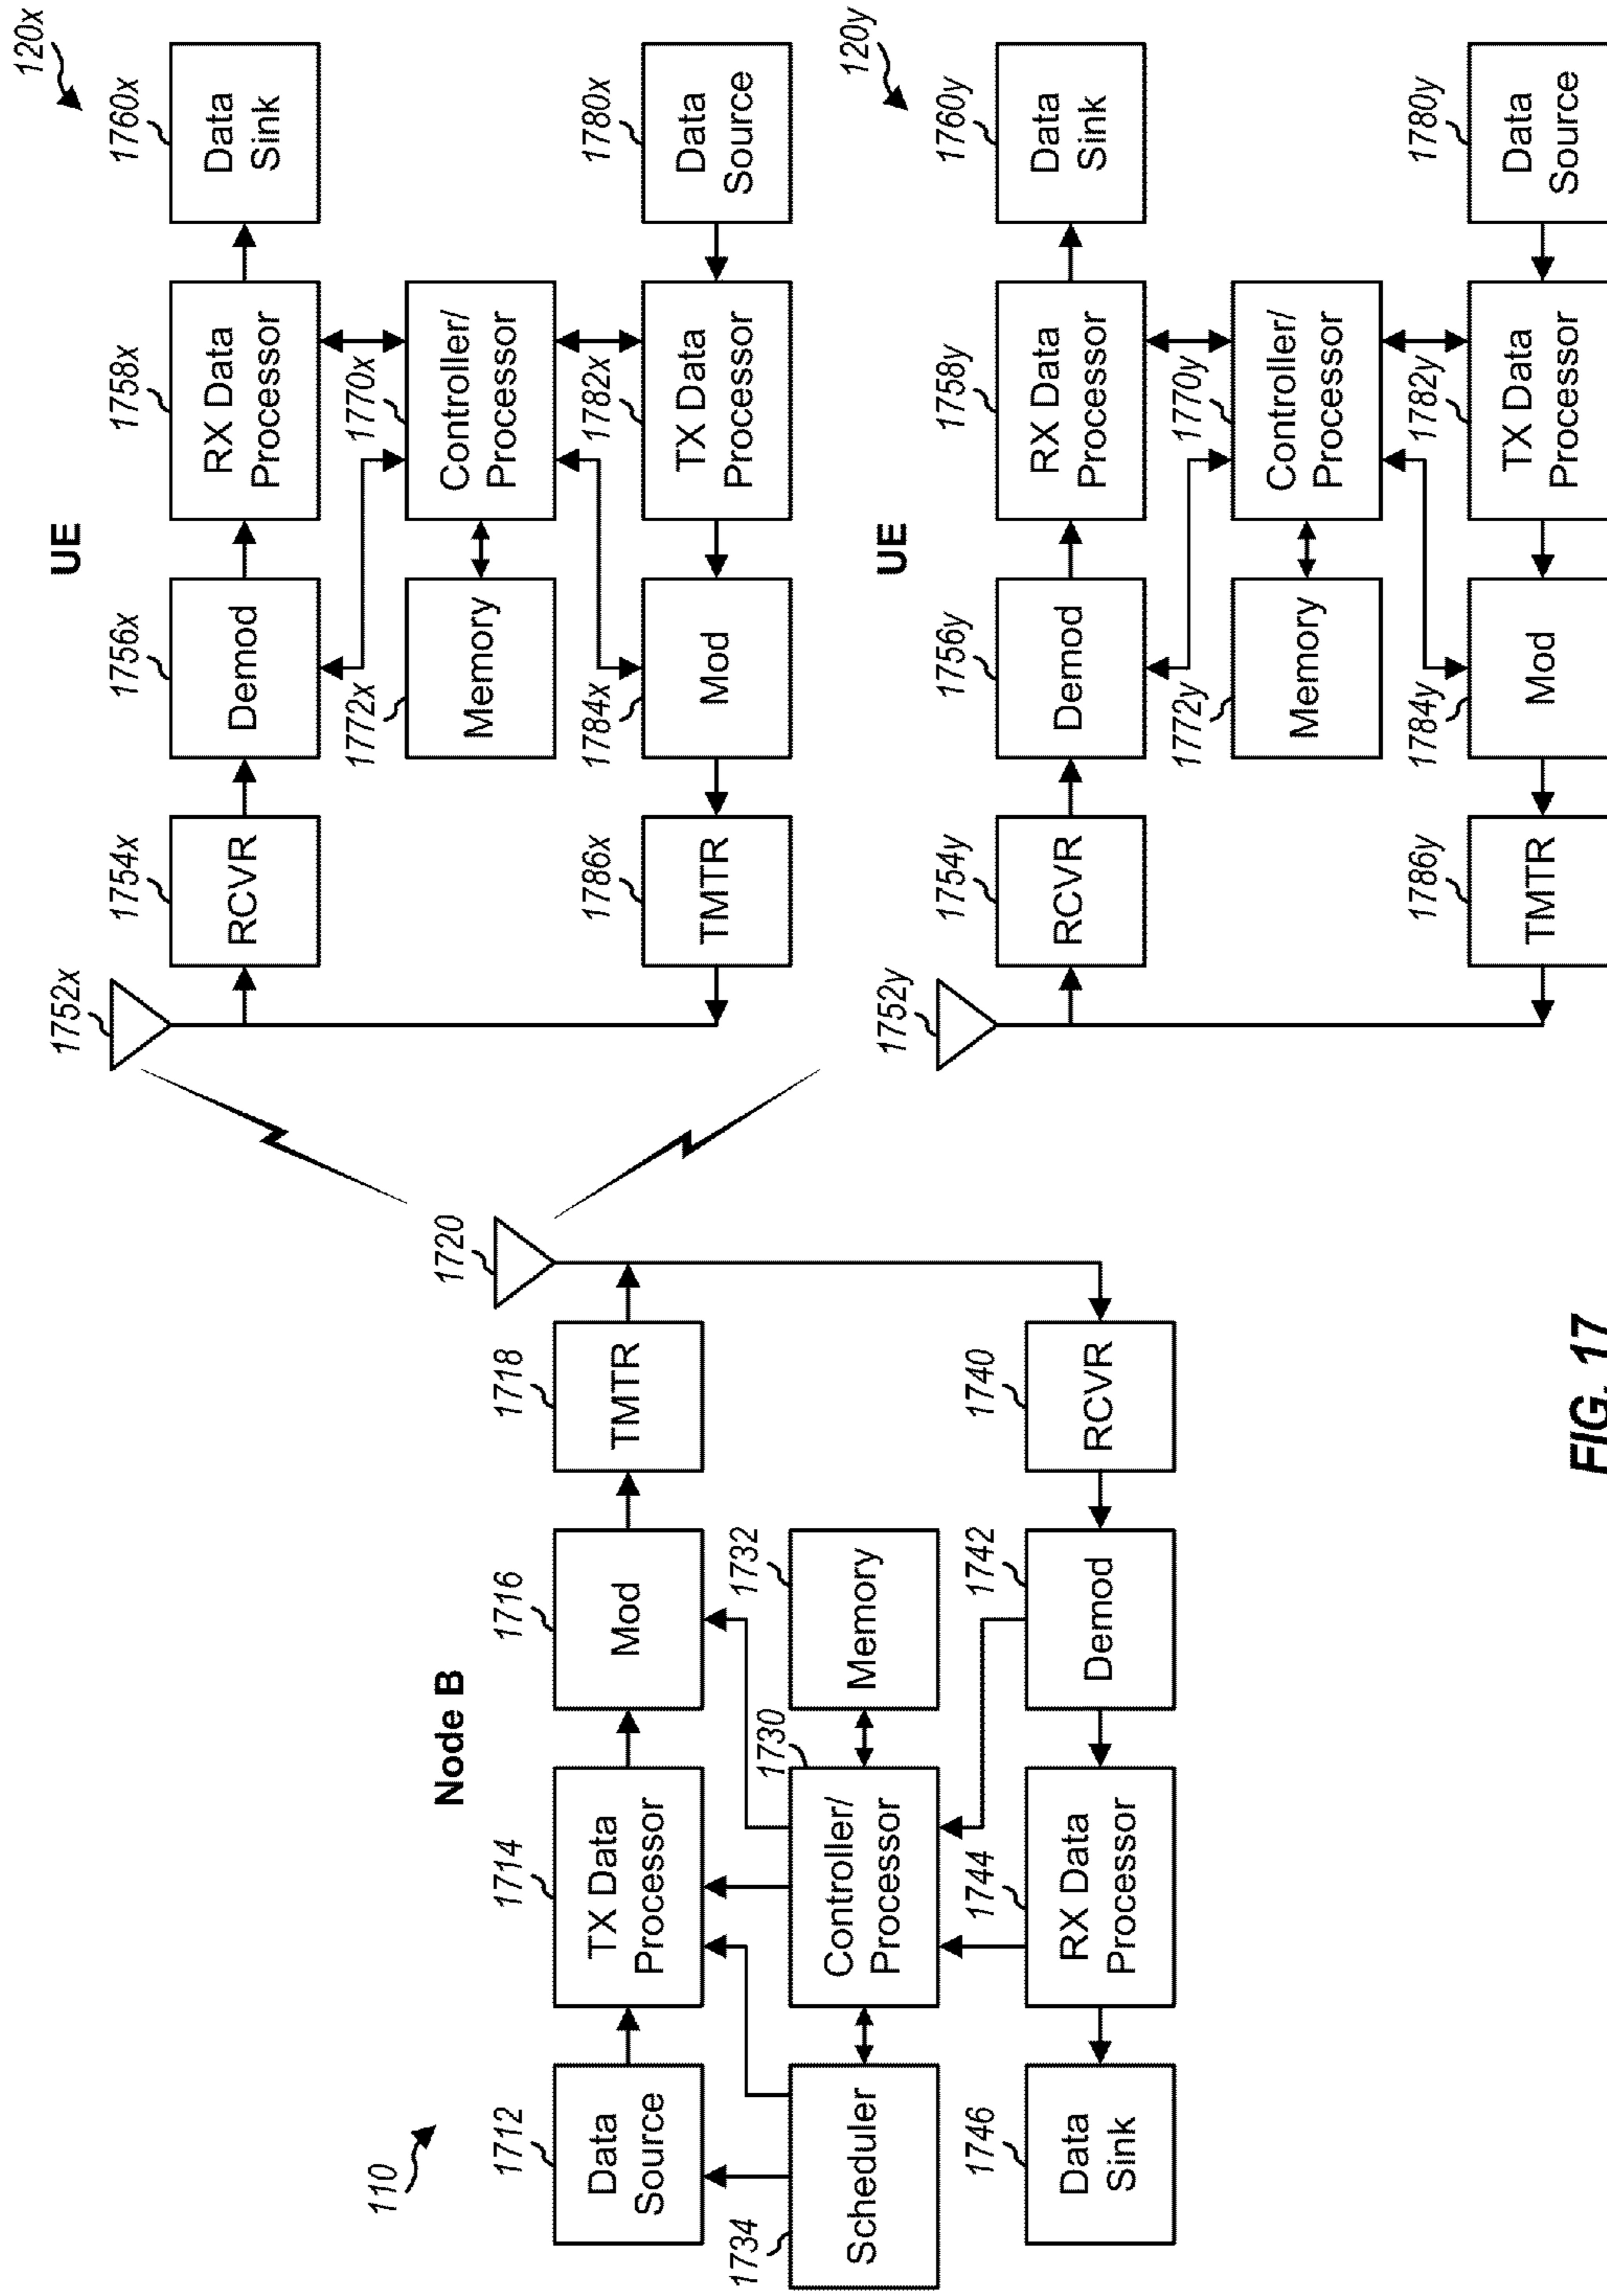 110
Node B
1712
Data
Source
1714
TX Data
Processor
1716
Mod
1718
TMTR
1720
1734
Scheduler
1730
Controller/
Processor
1732
Memory
1746
Data
Sink
1744
RX Data
Processor
1742
Demod
1740
RCVR
UE
120x
1752x
1754x
RCVR
1756x
Demod
1758x
RX Data
Processor
1760x
Data
Sink
1772x
Memory
1770x
Controller/
Processor
1786x
TMTR
1784x
Mod
1782x
TX Data
Processor
1780x
Data
Source
UE
120y
1752y
1754y
RCVR
1756y
Demod
1758y
RX Data
Processor
1760y
Data
Sink
1772y
Memory
1770y
Controller/
Processor
1786y
TMTR
1784y
Mod
1782y
TX Data
Processor
1780y
Data
Source
FIG. 17